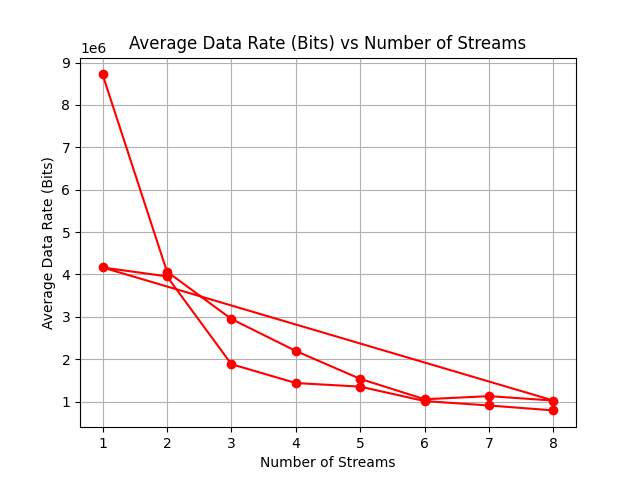 Average Data Rate (Bits) vs Number of Streams
1e6
9
8
7
6
5
4
3
2
1
Average Data Rate (Bits)
1 2 3 4 5 6 7 8
Number of Streams